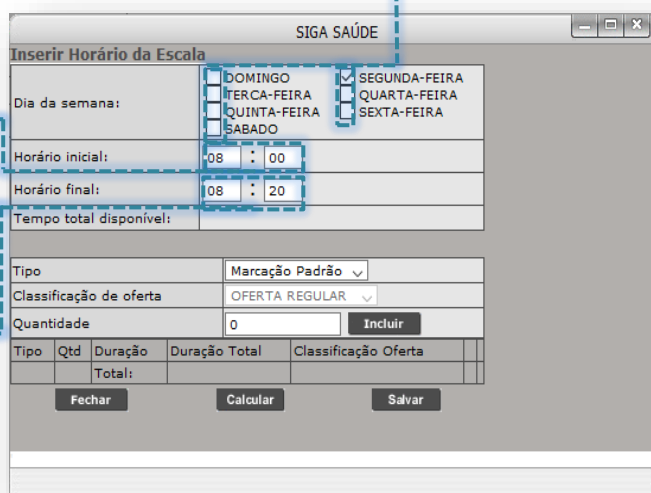 SIGA SAÚDE
Inserir Horário da Escala
Dia da semana:
DOMINGO SEGUNDA-FEIRA
TERCA-FEIRA QUARTA-FEIRA
QUINTA-FEIRA SEXTA-FEIRA
SABADO
Horário inicial: 08 : 00
Horário final: 08 : 20
Tempo total disponível:
Tipo Marcação Padrão
Classificação de oferta OFERTA REGULAR
Quantidade 0 Incluir
Tipo Qtd Duração Duração Total Classificação Oferta
Total:
Fechar Calcular Salvar